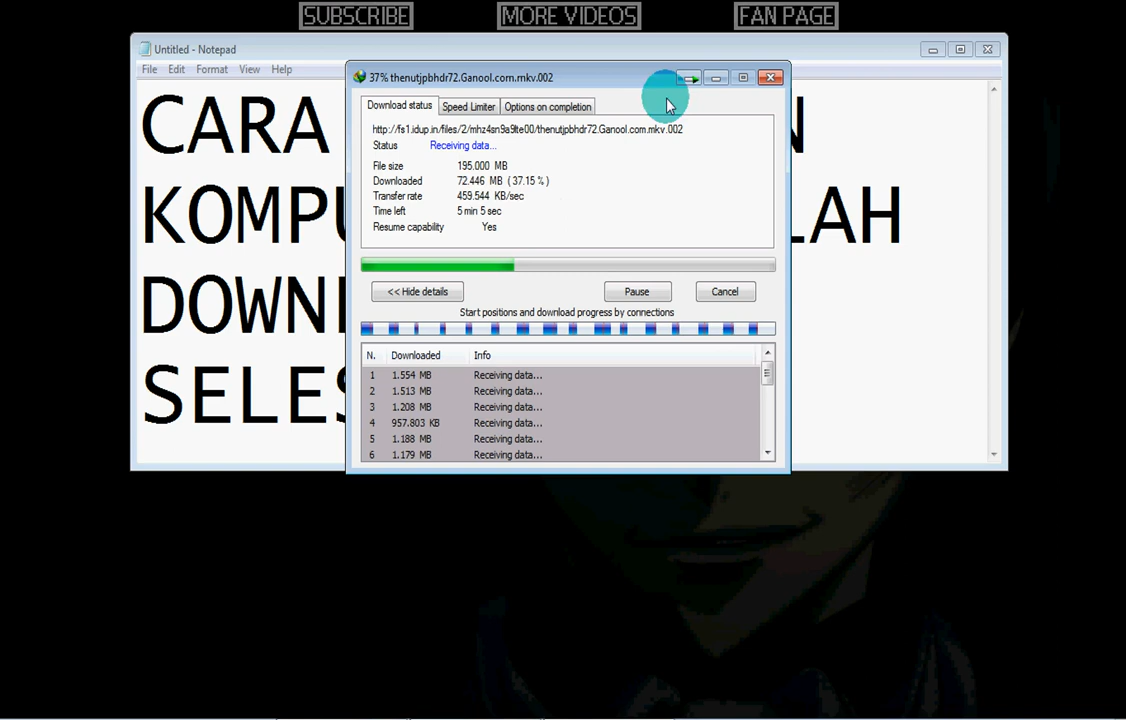 SUBSCRIBE MORE VIDEOS FAN PAGE
Untitled - Notepad
File Edit Format View Help
CARA N
KOMPU LAH
DOWN
SELES
37% thenutjpbhdr72.Ganool.com.mkv.002
Download status Speed Limiter Options on completion
http://fs1.idup.in/files/2/mhz4sn9a9lte00/thenutjpbhdr72.Ganool.com.mkv.002
Status Receiving data...
File size 195.000 MB
Downloaded 72.446 MB ( 37.15 % )
Transfer rate 459.544 KB/sec
Time left 5 min 5 sec
Resume capability Yes
<< Hide details Pause Cancel
Start positions and download progress by connections
N. Downloaded Info
1 1.554 MB Receiving data...
2 1.513 MB Receiving data...
3 1.208 MB Receiving data...
4 957.803 KB Receiving data...
5 1.188 MB Receiving data...
6 1.179 MB Receiving data...